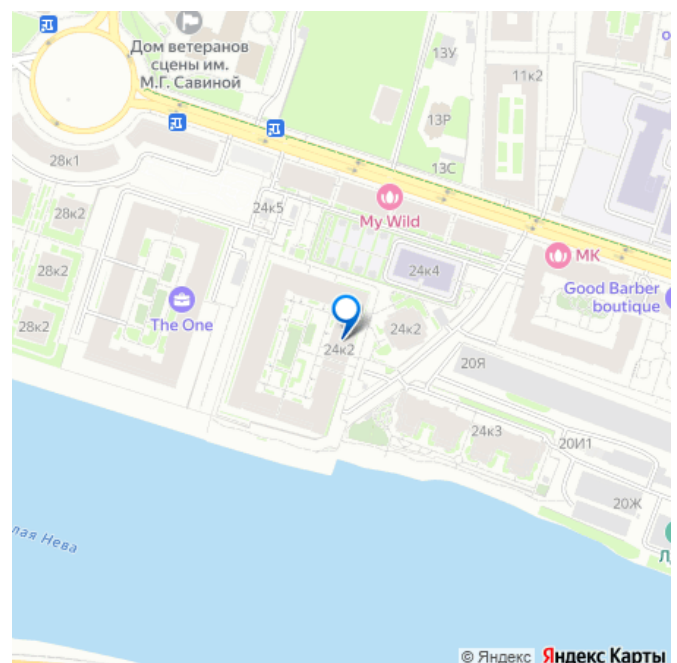 Дом ветеранов
сцены им.
М.Г. Савиной
13У
11к2
о
13Р
28к1
13С
My Wild
28к2
24к5
МК
28к2
24к4
Good Barber
boutique
28к2
The One
24к2
24к2
20Я
24к3
20И1
20Ж
лая Нева
Л
© Яндекс Яндекс Карты